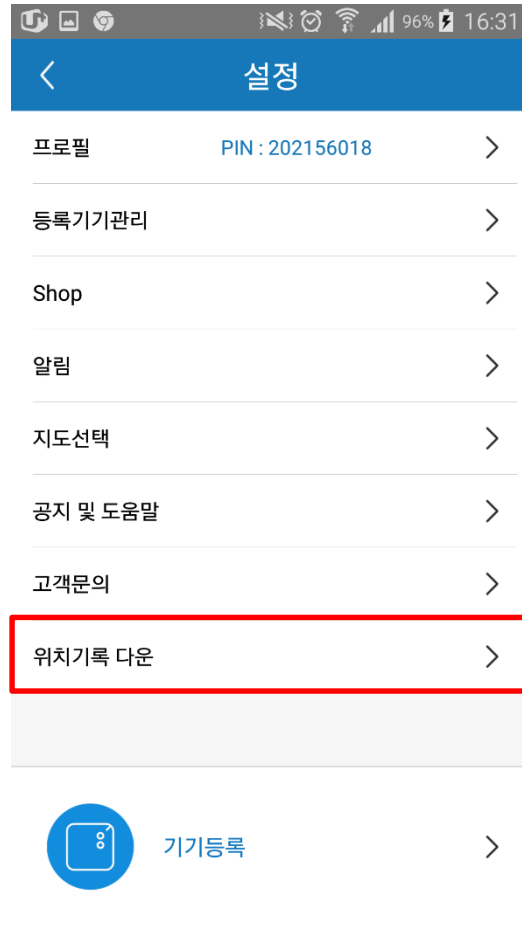 96% 16:31
설정
프로필 PIN : 202156018
등록기기관리
Shop
알림
지도선택
공지 및 도움말
고객문의
위치기록 다운
기기등록